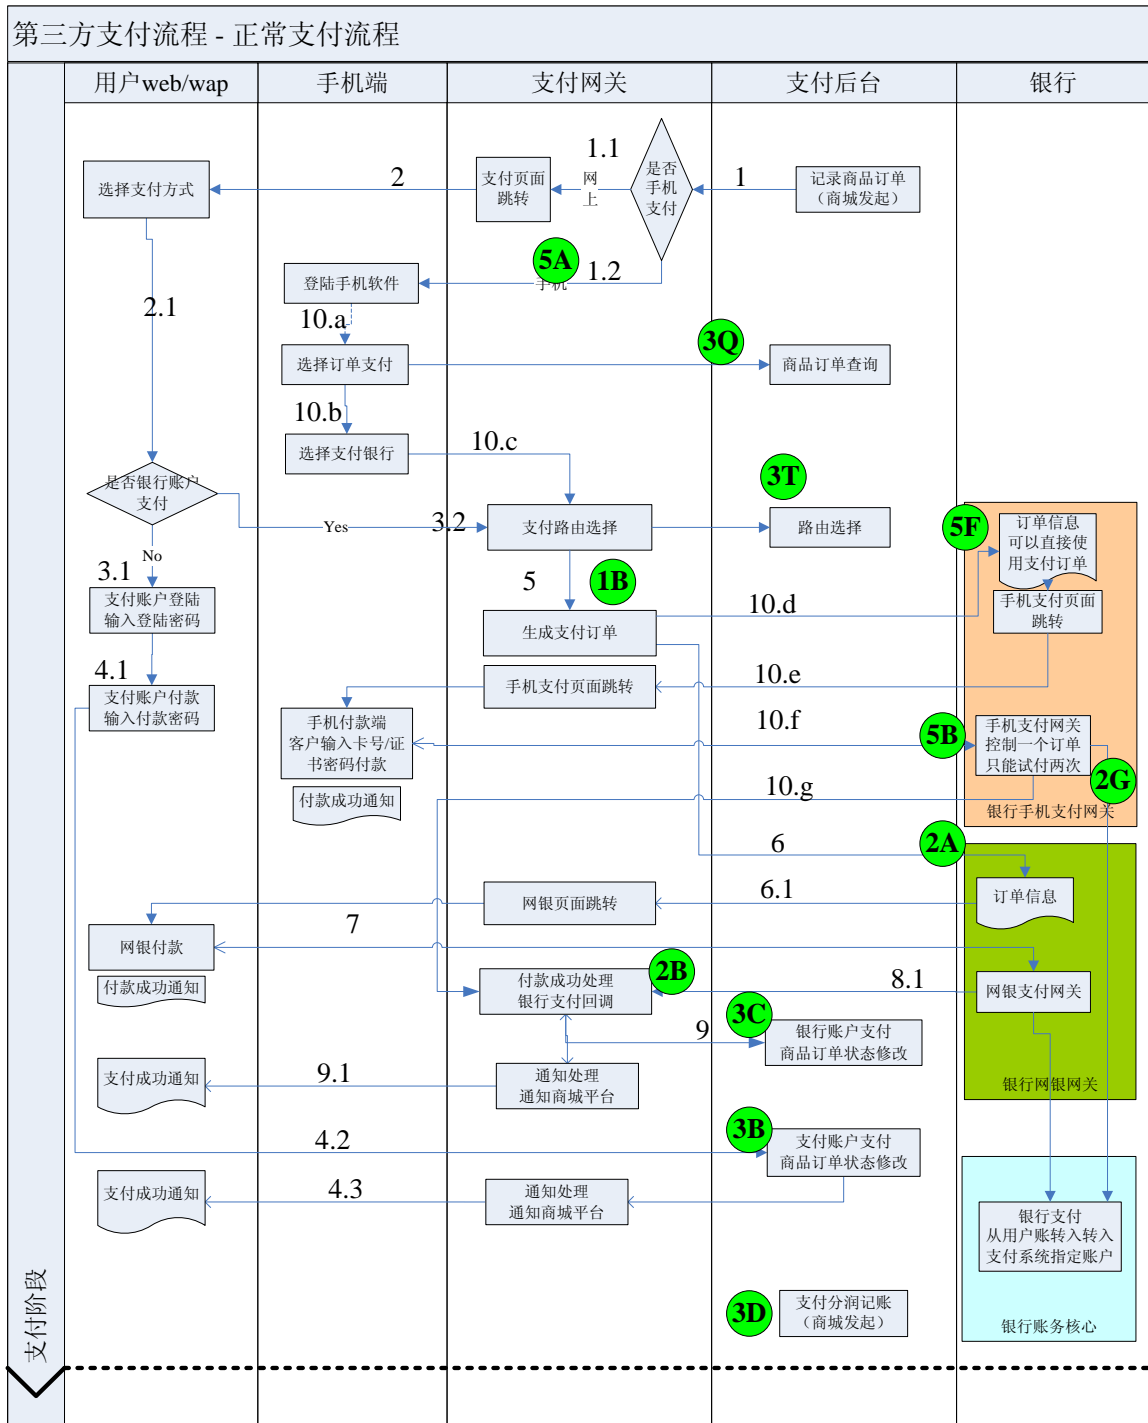 第三方支付流程 - 正常支付流程
用户web/wap
手机端
支付网关
支付后台
银行
1.1
是否
手机
支付
1
记录商品订单
（商城发起）
网
上
支付页面
跳转
2
选择支付方式
5A
1.2
手机
登陆手机软件
2.1
10.a
选择订单支付
3Q
商品订单查询
10.b
选择支付银行
10.c
是否银行账户
支付
Yes
3.2
支付路由选择
3T
路由选择
5F
订单信息
可以直接使
用支付订单
No
3.1
支付账户登陆
输入登陆密码
5
1B
生成支付订单
10.d
手机支付页面
跳转
4.1
支付账户付款
输入付款密码
手机支付页面跳转
10.e
手机付款端
客户输入卡号/证
书密码付款
10.f
5B
手机支付网关
控制一个订单
只能试付两次
2G
付款成功通知
10.g
银行手机支付网关
6
2A
网银页面跳转
6.1
订单信息
7
网银付款
付款成功通知
付款成功处理
银行支付回调
2B
8.1
网银支付网关
9
3C
银行账户支付
商品订单状态修改
支付成功通知
9.1
通知处理
通知商城平台
银行网银网关
4.2
3B
支付账户支付
商品订单状态修改
支付成功通知
4.3
通知处理
通知商城平台
银行支付
从用户账转入转入
支付系统指定账户
3D
支付分润记账
（商城发起）
银行账务核心
支付阶段